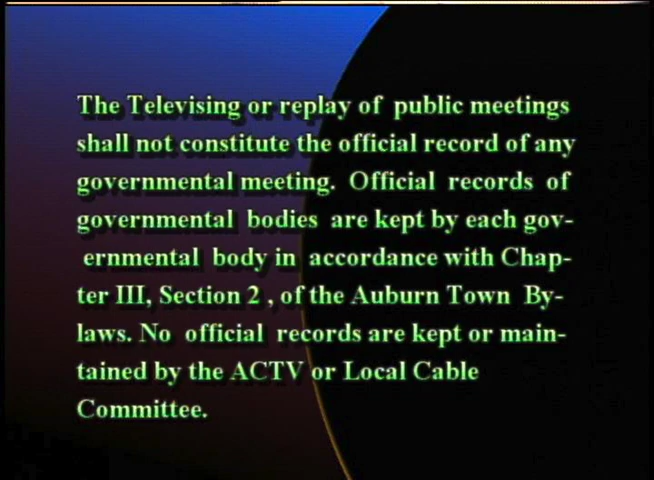 The Televising or replay of public meetings
shall not constitute the official record of any
governmental meeting. Official records of
governmental bodies are kept by each gov-
ernmental body in accordance with Chap-
ter III, Section 2 , of the Auburn Town By-
laws. No official records are kept or main-
tained by the ACTV or Local Cable
Committee.